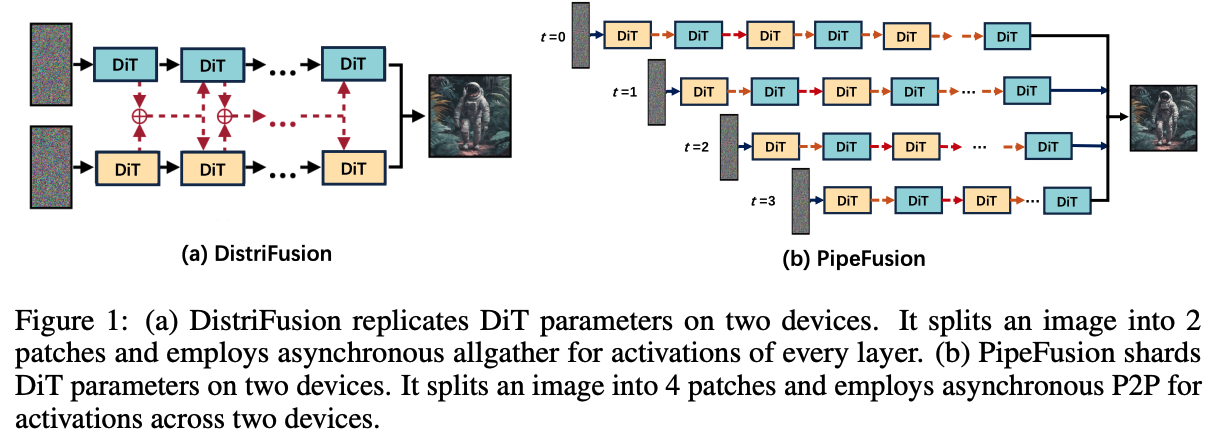 DiT DiT ... DiT
DiT DiT ... DiT
(a) DistriFusion
t=0 DiT DiT DiT DiT DiT DiT
t=1 DiT DiT DiT DiT ... DiT
t=2 DiT DiT DiT ... DiT
t=3 DiT DiT DiT ... DiT
(b) PipeFusion
Figure 1: (a) DistriFusion replicates DiT parameters on two devices. It splits an image into 2
patches and employs asynchronous allgather for activations of every layer. (b) PipeFusion shards
DiT parameters on two devices. It splits an image into 4 patches and employs asynchronous P2P for
activations across two devices.